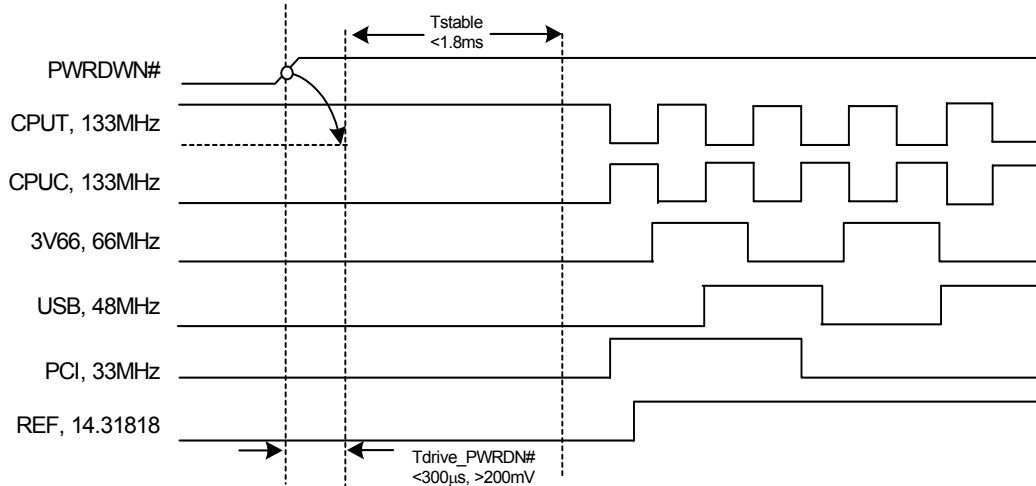 Tstable
<1.8ms
PWRDWN#
CPUT, 133MHz
CPUC, 133MHz
3V66, 66MHz
USB, 48MHz
PCI, 33MHz
REF, 14.31818
Tdrive_PWRDN#
<300μs, >200mV